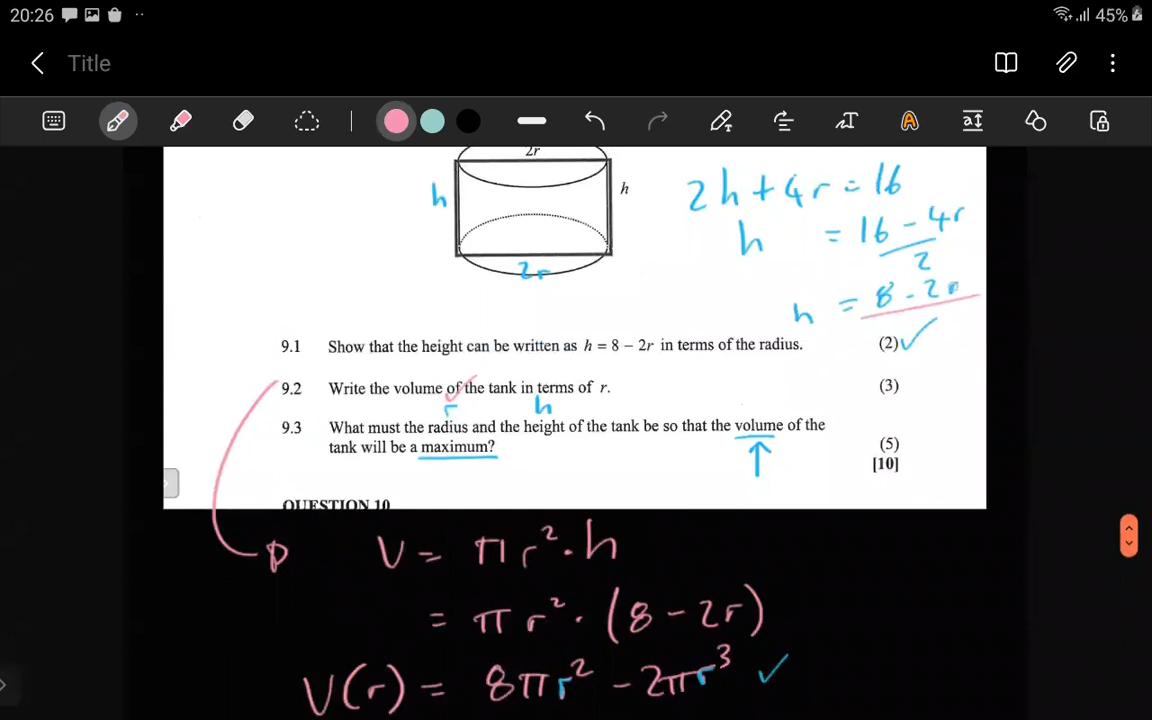 20:26 45%
Title
2r
h
h
2r
2h + 4r = 16
h = 16 - 4r
2
h = 8 - 2r
9.1 Show that the height can be written as h = 8 – 2r in terms of the radius. (2)✓
9.2 Write the volume of the tank in terms of r. (3)
r h
9.3 What must the radius and the height of the tank be so that the volume of the
tank will be a maximum? (5)
[10]
QUESTION 10
V = πr² · h
= πr² · (8 - 2r)
V(r) = 8πr² - 2πr³ ✓